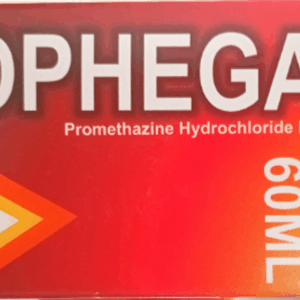 OPHEGA
Promethazine Hydrochloride
60ML